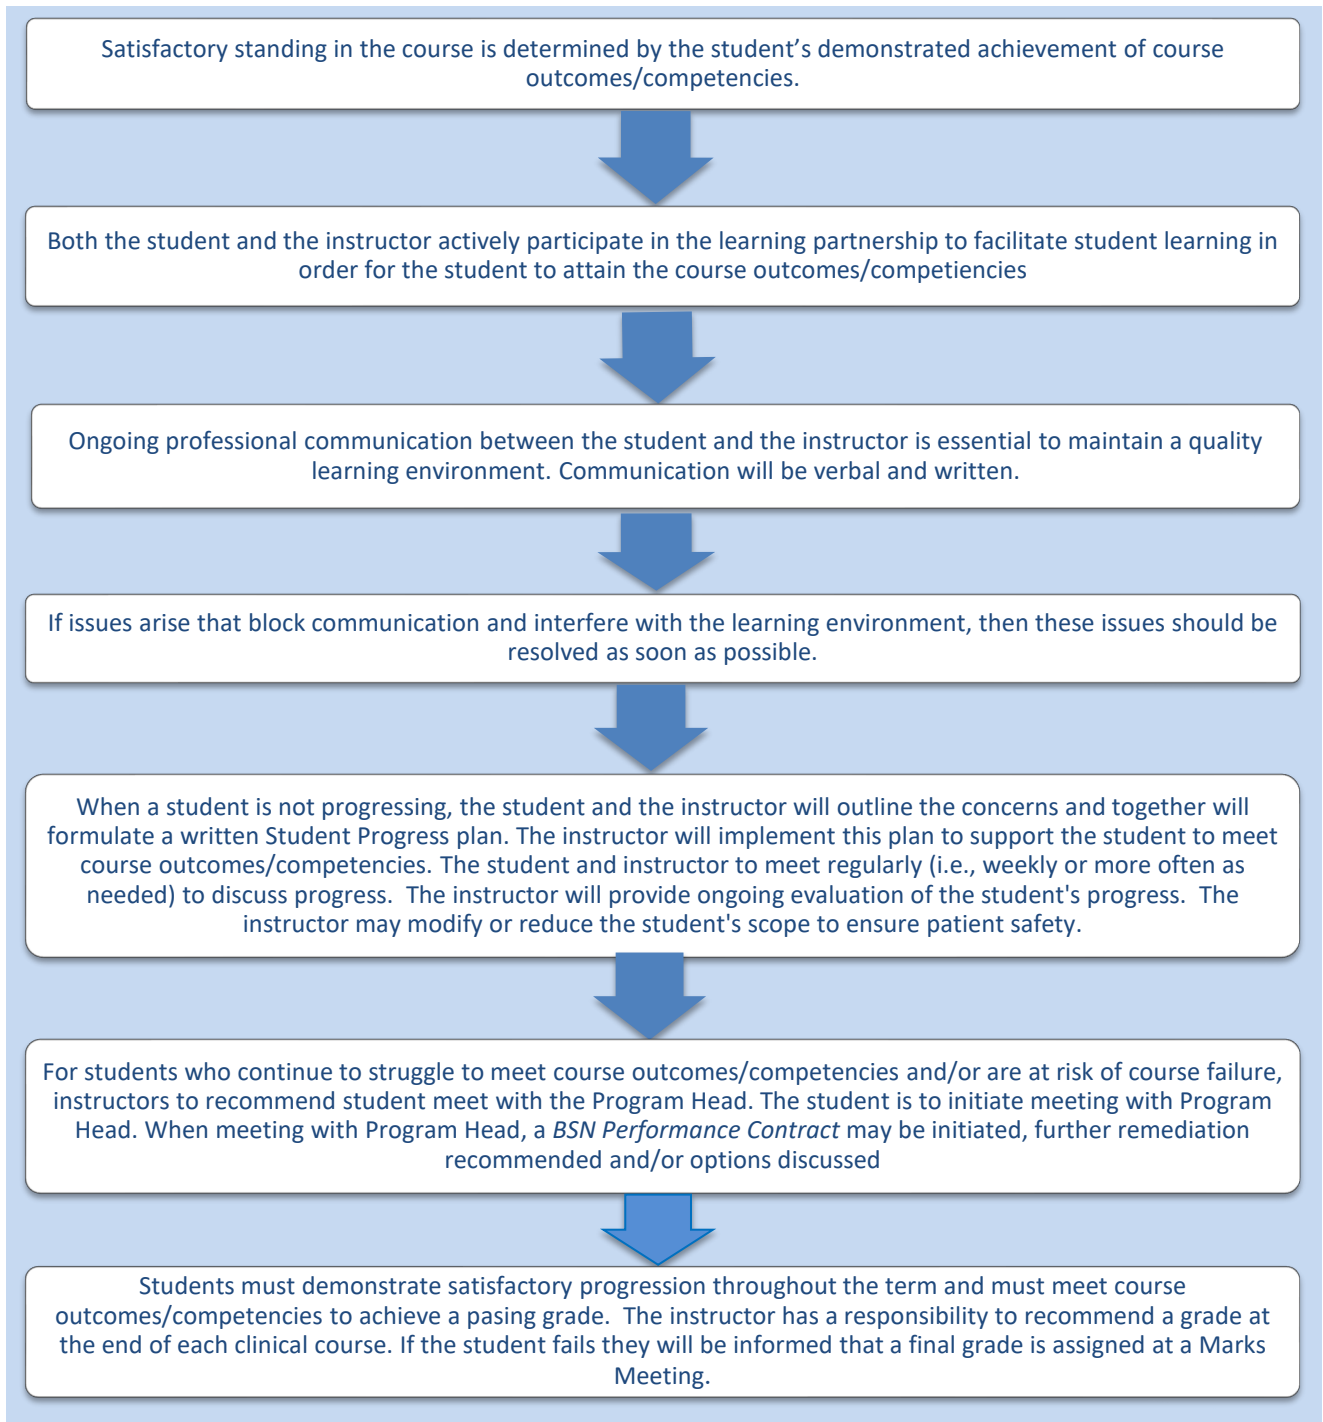 Satisfactory standing in the course is determined by the student’s demonstrated achievement of course
outcomes/competencies.
Both the student and the instructor actively participate in the learning partnership to facilitate student learning in
order for the student to attain the course outcomes/competiencies
Ongoing professional communication between the student and the instructor is essential to maintain a quality
learning environment. Communication will be verbal and written.
If issues arise that block communication and interfere with the learning environment, then these issues should be
resolved as soon as possible.
When a student is not progressing, the student and the instructor will outline the concerns and together will
formulate a written Student Progress plan. The instructor will implement this plan to support the student to meet
course outcomes/competencies. The student and instructor to meet regularly (i.e., weekly or more often as
needed) to discuss progress.  The instructor will provide ongoing evaluation of the student's progress.  The
instructor may modify or reduce the student's scope to ensure patient safety.
For students who continue to struggle to meet course outcomes/competencies and/or are at risk of course failure,
instructors to recommend student meet with the Program Head. The student is to initiate meeting with Program
Head. When meeting with Program Head, a BSN Performance Contract may be initiated, further remediation
recommended and/or options discussed
Students must demonstrate satisfactory progression throughout the term and must meet course
outcomes/competencies to achieve a pasing grade.  The instructor has a responsibility to recommend a grade at
the end of each clinical course. If the student fails they will be informed that a final grade is assigned at a Marks
Meeting.